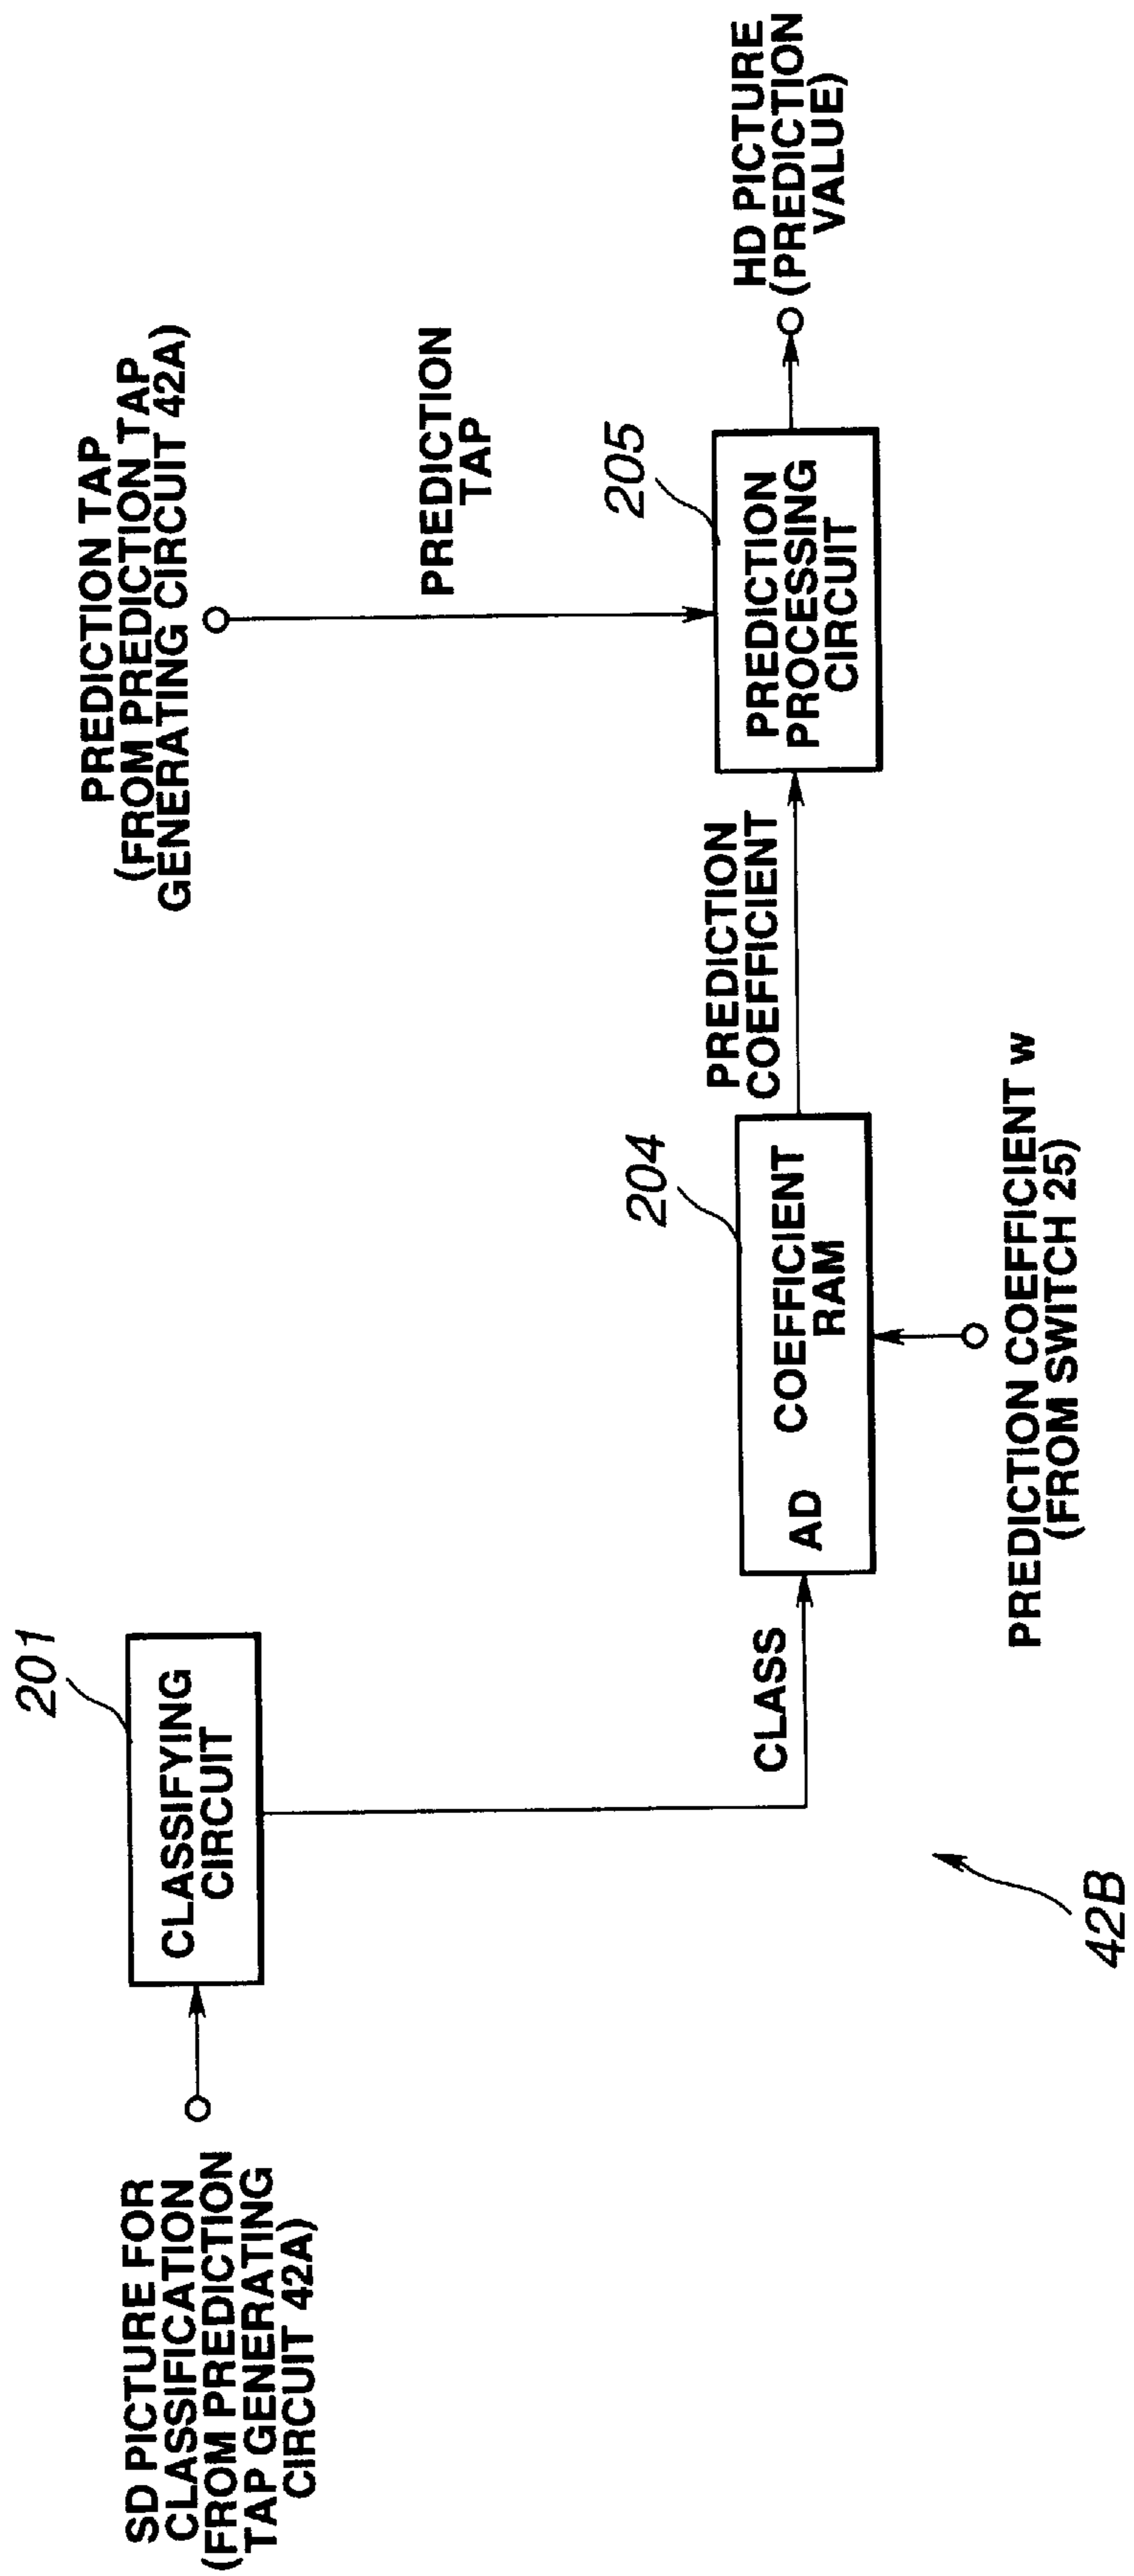 PREDICTION TAP
(FROM PREDICTION TAP
GENERATING CIRCUIT 42A)
201
SD PICTURE FOR
CLASSIFICATION
(FROM PREDICTION
TAP GENERATING
CIRCUIT 42A)
CLASSIFYING
CIRCUIT
PREDICTION
TAP
205
204
CLASS
AD
COEFFICIENT
RAM
PREDICTION
COEFFICIENT
PREDICTION
PROCESSING
CIRCUIT
HD PICTURE
(PREDICTION
VALUE)
PREDICTION COEFFICIENT w
(FROM SWITCH 25)
42B